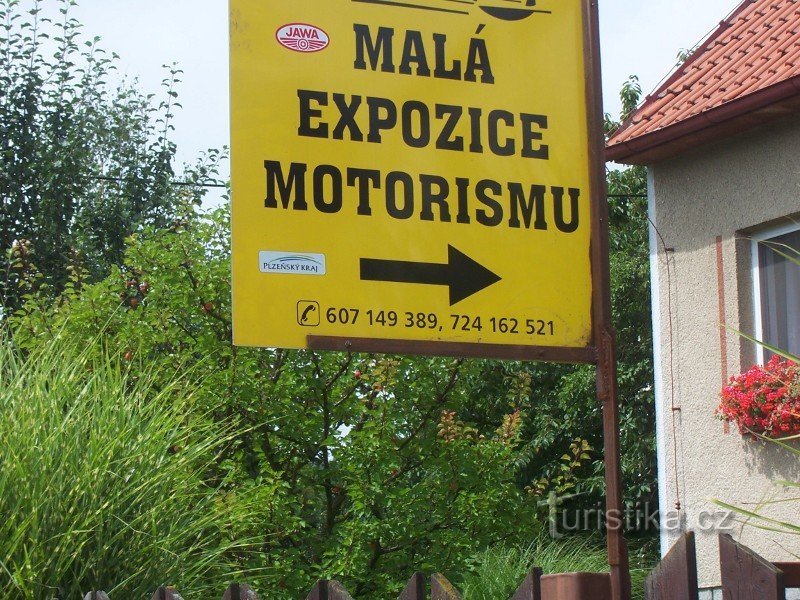 JAWA
MALÁ
EXPOZICE
MOTORISMU
PLZEŇSKÝ KRAJ
607 149 389, 724 162 521
turistika.cz